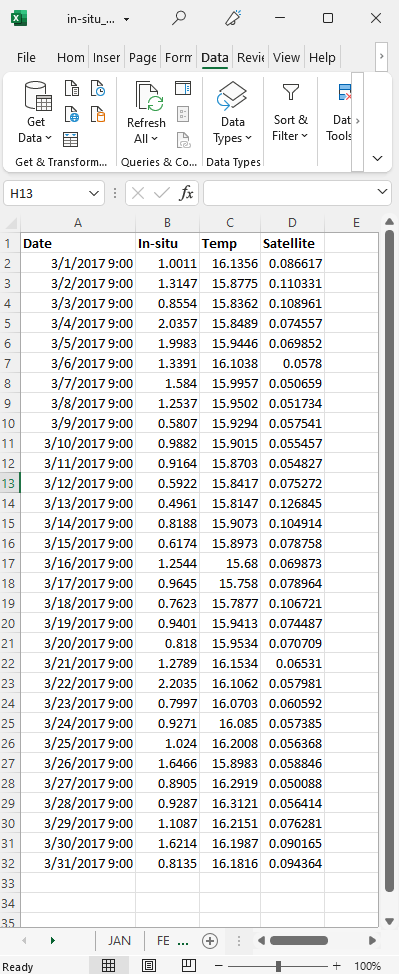 in-situ_...
File Hom Inser Page Form Data Revie View Help
Get Data
Refresh All
Data Types
Sort & Filter
Data Tools
Get & Transform... Queries & Co... Data Types
H13 fx
A B C D E
1 Date In-situ Temp Satellite
2 3/1/2017 9:00 1.0011 16.1356 0.086617
3 3/2/2017 9:00 1.3147 15.8775 0.110331
4 3/3/2017 9:00 0.8554 15.8362 0.108961
5 3/4/2017 9:00 2.0357 15.8489 0.074557
6 3/5/2017 9:00 1.9983 15.9446 0.069852
7 3/6/2017 9:00 1.3391 16.1038 0.0578
8 3/7/2017 9:00 1.584 15.9957 0.050659
9 3/8/2017 9:00 1.2537 15.9502 0.051734
10 3/9/2017 9:00 0.5807 15.9294 0.057541
11 3/10/2017 9:00 0.9882 15.9015 0.055457
12 3/11/2017 9:00 0.9164 15.8703 0.054827
13 3/12/2017 9:00 0.5922 15.8417 0.075272
14 3/13/2017 9:00 0.4961 15.8147 0.126845
15 3/14/2017 9:00 0.8188 15.9073 0.104914
16 3/15/2017 9:00 0.6174 15.8973 0.078758
17 3/16/2017 9:00 1.2544 15.68 0.069873
18 3/17/2017 9:00 0.9645 15.758 0.078964
19 3/18/2017 9:00 0.7623 15.7877 0.106721
20 3/19/2017 9:00 0.9401 15.9413 0.074487
21 3/20/2017 9:00 0.818 15.9534 0.070709
22 3/21/2017 9:00 1.2789 16.1534 0.06531
23 3/22/2017 9:00 2.2035 16.1062 0.057981
24 3/23/2017 9:00 0.7997 16.0703 0.060592
25 3/24/2017 9:00 0.9271 16.085 0.057385
26 3/25/2017 9:00 1.024 16.2008 0.056368
27 3/26/2017 9:00 1.6466 15.8983 0.058846
28 3/27/2017 9:00 0.8905 16.2919 0.050088
29 3/28/2017 9:00 0.9287 16.3121 0.056414
30 3/29/2017 9:00 1.1087 16.2151 0.076281
31 3/30/2017 9:00 1.6214 16.1987 0.090165
32 3/31/2017 9:00 0.8135 16.1816 0.094364
33
34
35
JAN FE ...
Ready 100%